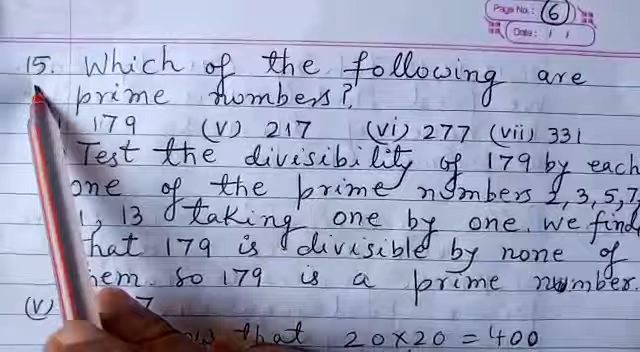 Page No.: 6
Date: / /
15. Which of the following are
prime numbers?
179 (v) 217 (vi) 277 (vii) 331
Test the divisibility of 179 by each
one of the prime numbers 2, 3, 5, 7,
13 taking one by one. we find
that 179 is divisible by none of
them. so 179 is a prime number.
(v) 7
that 20×20 = 400